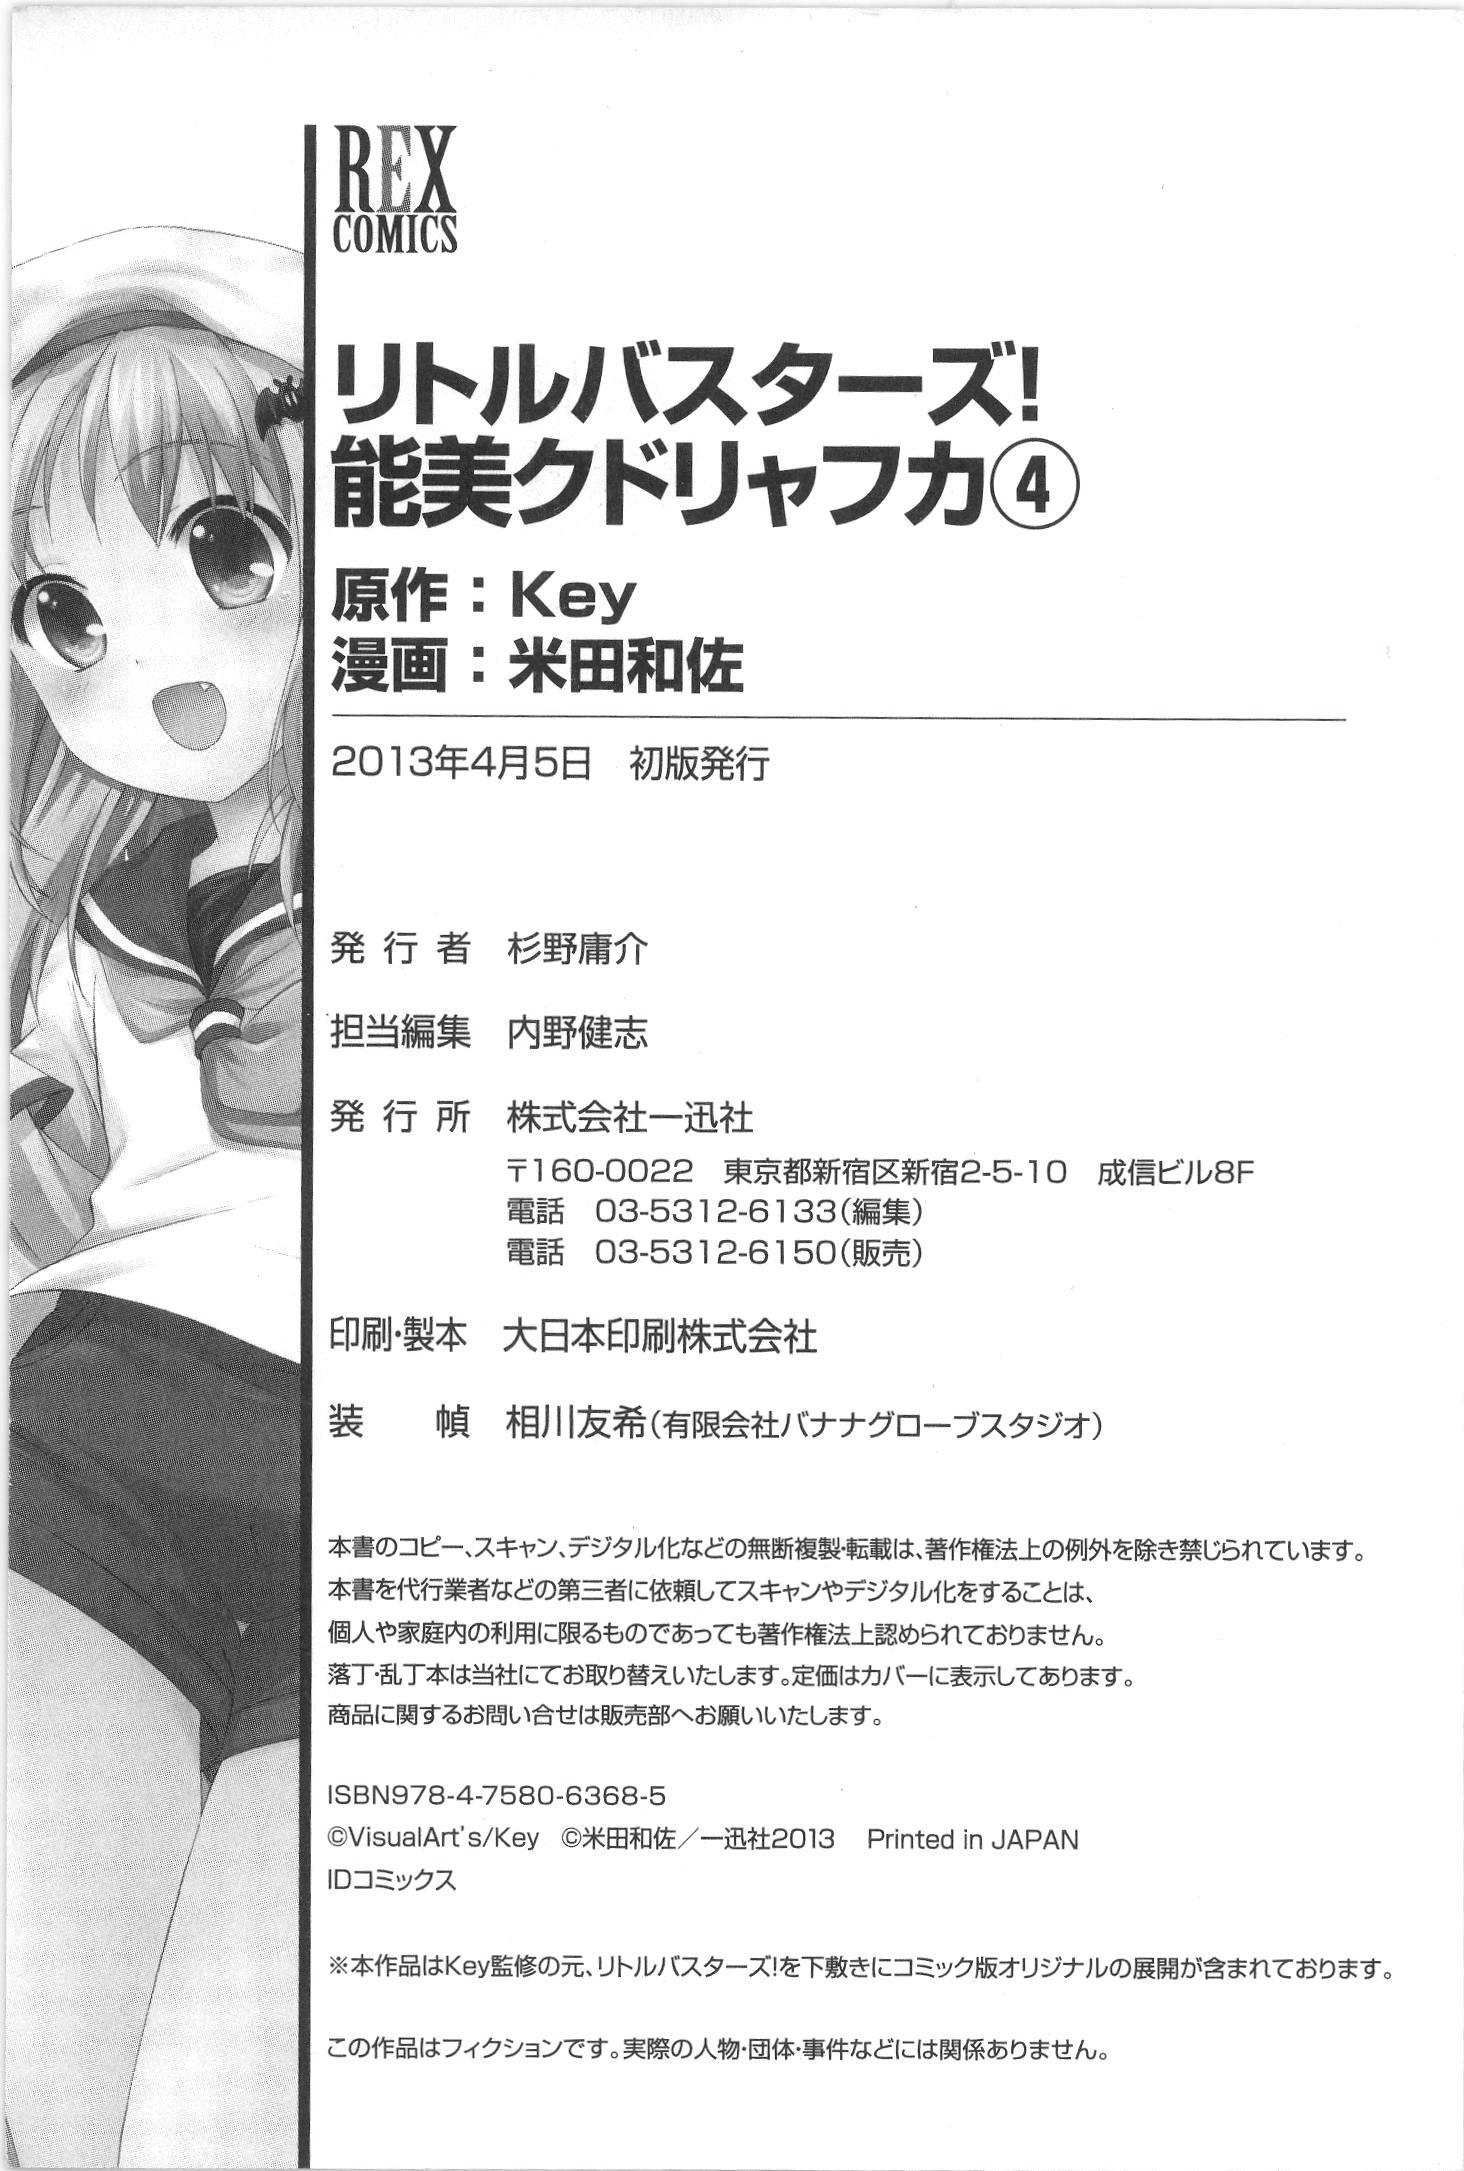 REX
COMICS
リトルバスターズ!
能美クドリャフカ④
原作：Key
漫画：米田和佐
2013年4月5日　初版発行
発行者　杉野庸介
担当編集　内野健志
発行所　株式会社一迅社
〒160-0022　東京都新宿区新宿2-5-10　成信ビル8F
電話　03-5312-6133(編集)
電話　03-5312-6150(販売)
印刷・製本　大日本印刷株式会社
装幀　相川友希(有限会社バナナグローブスタジオ)
本書のコピー、スキャン、デジタル化などの無断複製・転載は、著作権法上の例外を除き禁じられています。
本書を代行業者などの第三者に依頼してスキャンやデジタル化をすることは、
個人や家庭内の利用に限るものであっても著作権法上認められておりません。
落丁・乱丁本は当社にてお取り替えいたします。定価はカバーに表示してあります。
商品に関するお問い合せは販売部へお願いいたします。
ISBN978-4-7580-6368-5
©VisualArt's/Key　©米田和佐／一迅社2013　Printed in JAPAN
IDコミックス
※本作品はKey監修の元、リトルバスターズ!を下敷きにコミック版オリジナルの展開が含まれております。
この作品はフィクションです。実際の人物・団体・事件などには関係ありません。